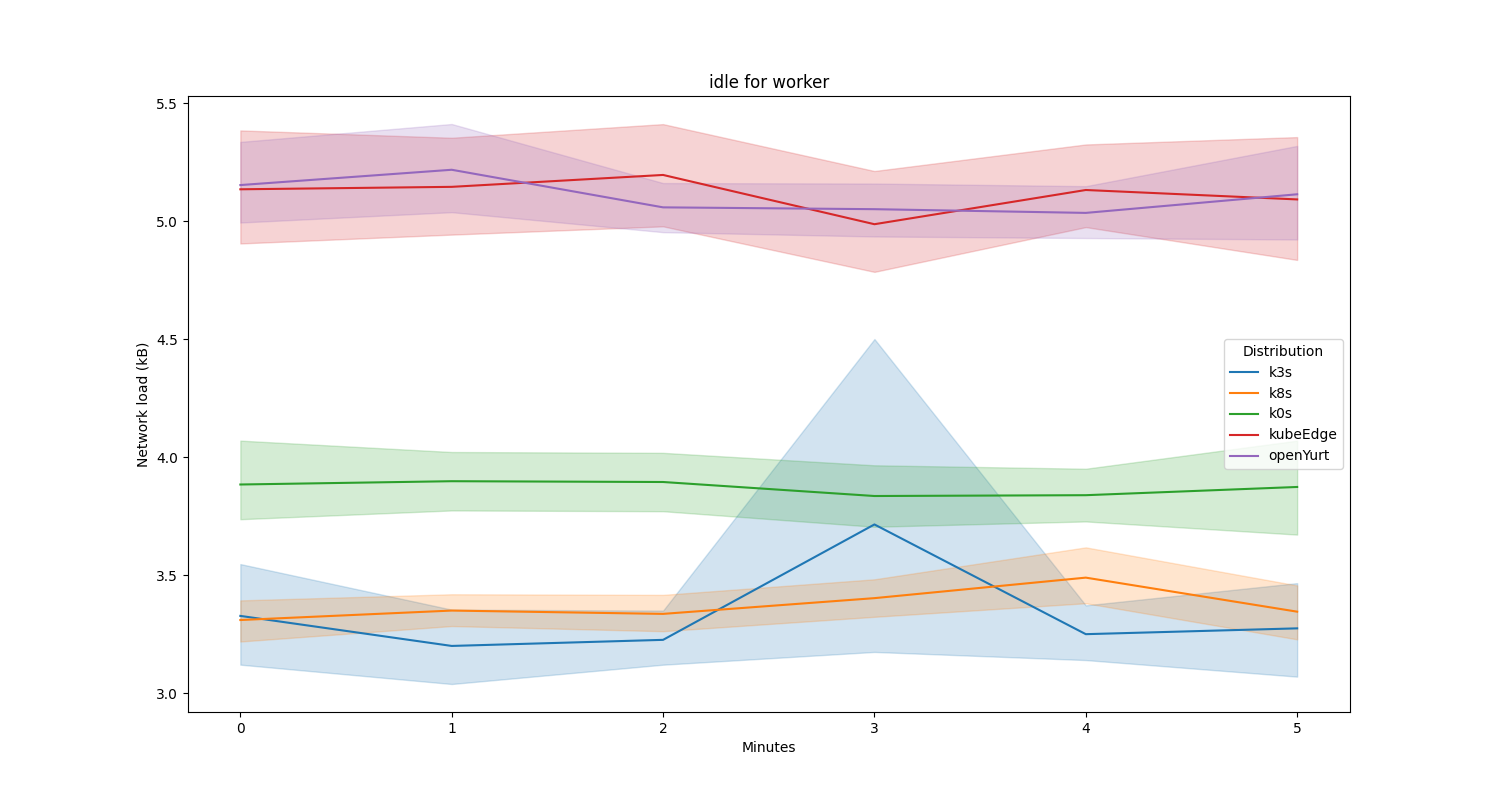 idle for worker
5.5
5.0
4.5
4.0
3.5
3.0
Network load (kB)
Distribution
k3s
k8s
k0s
kubeEdge
openYurt
0 1 2 3 4 5
Minutes